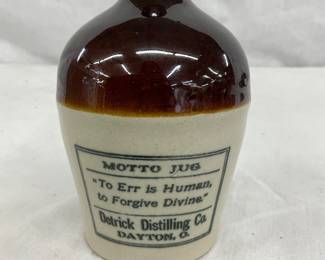 MOTTO JUG
"To Err is Human,
to Forgive Divine."
Detrick Distilling Co.
DAYTON, O.